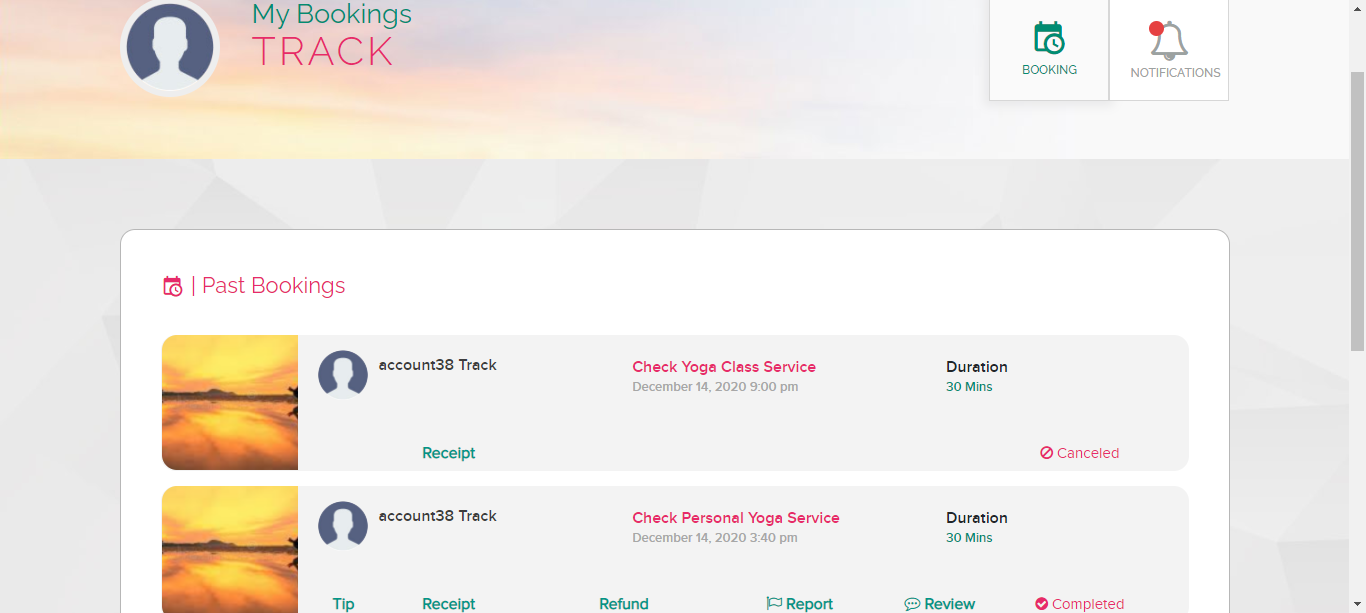 My Bookings
TRACK
BOOKING
NOTIFICATIONS
| Past Bookings
account38 Track
Check Yoga Class Service
December 14, 2020 9:00 pm
Duration
30 Mins
Receipt
Canceled
account38 Track
Check Personal Yoga Service
December 14, 2020 3:40 pm
Duration
30 Mins
Tip
Receipt
Refund
Report
Review
Completed